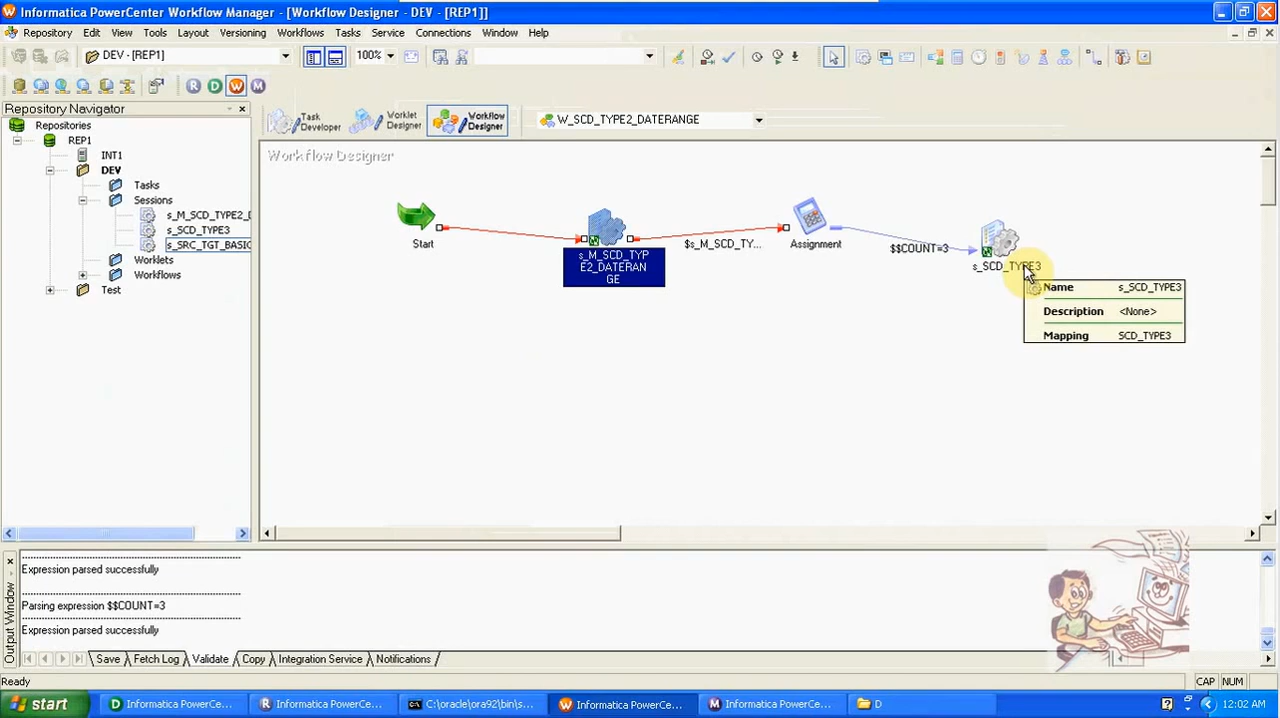 Informatica PowerCenter Workflow Manager - [Workflow Designer - DEV - [REP1]]
Repository Edit View Tools Layout Versioning Workflows Tasks Service Connections Window Help
DEV - [REP1] 100%
R D W M
Repository Navigator
Repositories
REP1
INT1
DEV
Tasks
Sessions
s_M_SCD_TYPE2_D
s_SCD_TYPE3
s_SRC_TGT_BASIC
Worklets
Workflows
Test
Task Developer
Worklet Designer
Workflow Designer
W_SCD_TYPE2_DATERANGE
Workflow Designer
Start
s_M_SCD_TYP
E2_DATERAN
GE
$s_M_SCD_TY...
Assignment
$$COUNT=3
s_SCD_TYPE3
Name s_SCD_TYPE3
Description <None>
Mapping SCD_TYPE3
Output Window
Expression parsed successfully
Parsing expression $$COUNT=3
Expression parsed successfully
Save Fetch Log Validate Copy Integration Service Notifications
Ready
CAP NUM
start
Informatica PowerCe...
Informatica PowerCe...
C:\oracle\ora92\bin\s...
Informatica PowerCe...
Informatica PowerCe...
D
12:02 AM